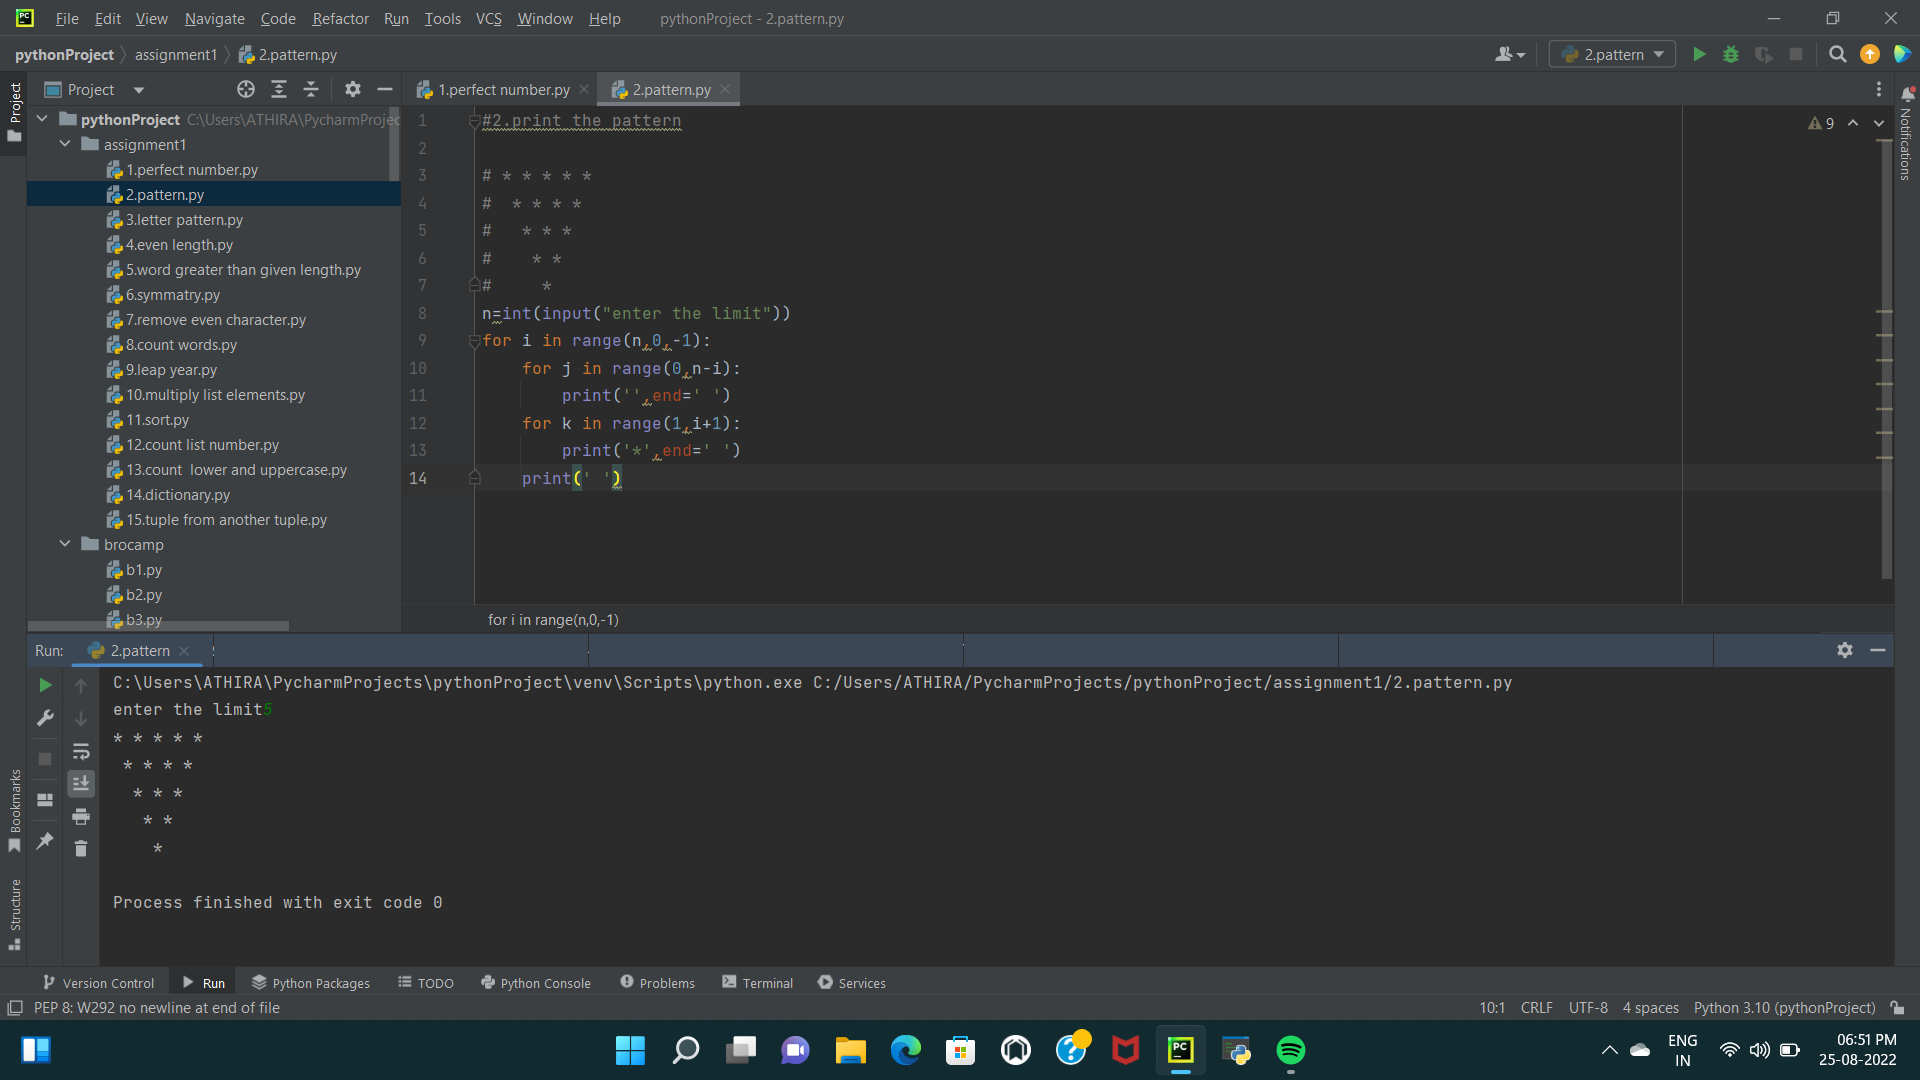 File Edit View Navigate Code Refactor Run Tools VCS Window Help pythonProject - 2.pattern.py
pythonProject assignment1 2.pattern.py
2.pattern
Project
Project
1.perfect number.py
2.pattern.py
Notifications
pythonProject C:\Users\ATHIRA\PycharmProjec
assignment1
1.perfect number.py
2.pattern.py
3.letter pattern.py
4.even length.py
5.word greater than given length.py
6.symmatry.py
7.remove even character.py
8.count words.py
9.leap year.py
10.multiply list elements.py
11.sort.py
12.count list number.py
13.count  lower and uppercase.py
14.dictionary.py
15.tuple from another tuple.py
brocamp
b1.py
b2.py
b3.py
9
1 #2.print the pattern
2
3 # * * * * *
4 #  * * * *
5 #   * * *
6 #    * *
7 #     *
8 n=int(input("enter the limit"))
9 for i in range(n,0,-1):
10     for j in range(0,n-i):
11         print('',end=' ')
12     for k in range(1,i+1):
13         print('*',end=' ')
14     print(' ')
for i in range(n,0,-1)
Run: 2.pattern
C:\Users\ATHIRA\PycharmProjects\pythonProject\venv\Scripts\python.exe C:/Users/ATHIRA/PycharmProjects/pythonProject/assignment1/2.pattern.py
enter the limit5
* * * * *
 * * * *
  * * *
   * *
    *
Process finished with exit code 0
Bookmarks
Structure
Version Control Run Python Packages TODO Python Console Problems Terminal Services
PEP 8: W292 no newline at end of file 10:1 CRLF UTF-8 4 spaces Python 3.10 (pythonProject)
PC
ENG
IN
06:51 PM
25-08-2022